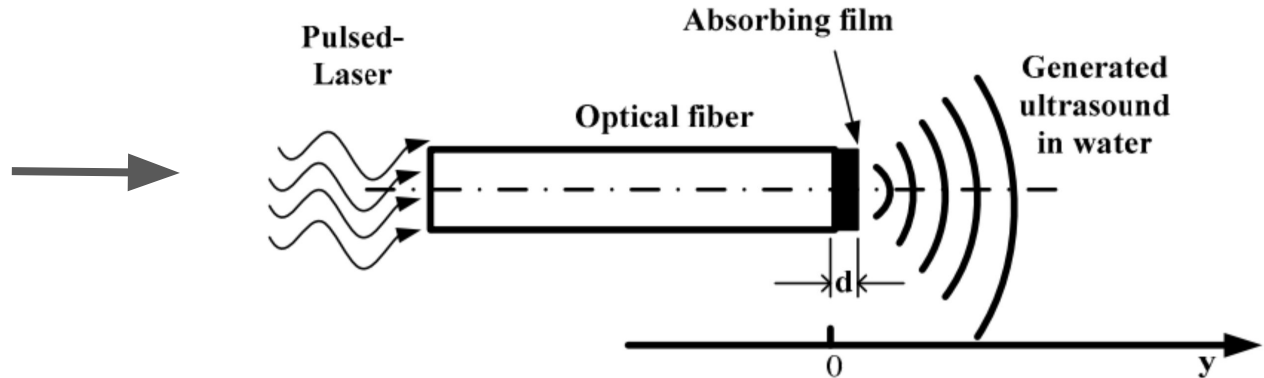 Absorbing film
Pulsed-
Laser
Generated
ultrasound
in water
Optical fiber
d
0
y